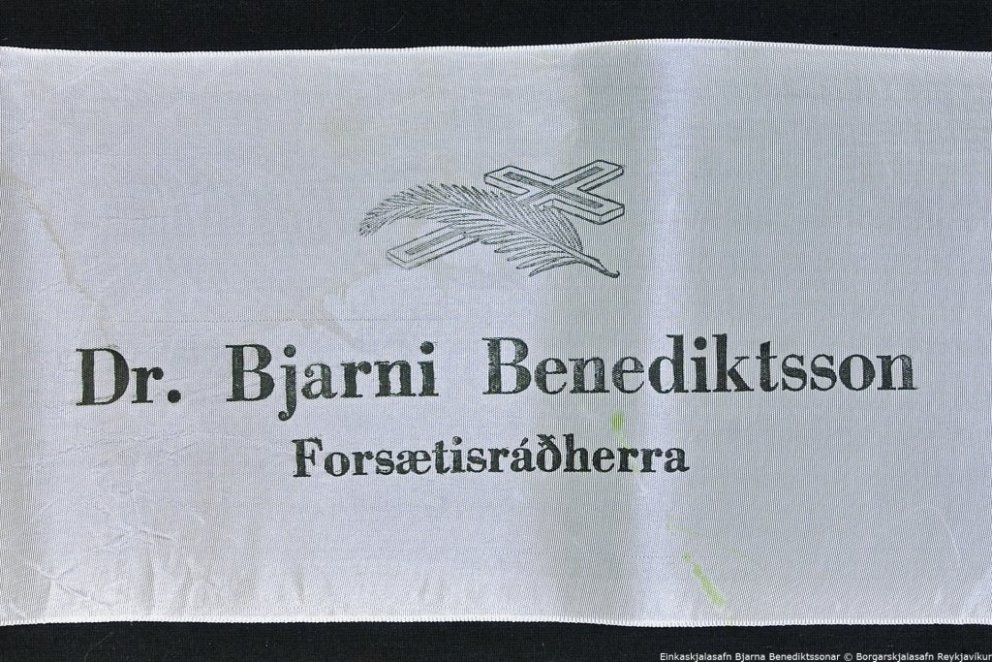 Dr. Bjarni Benediktsson
Forsætisráðherra
Einkaskjalasafn Bjarna Benediktssonar © Borgarskjalasafn Reykjavíkur